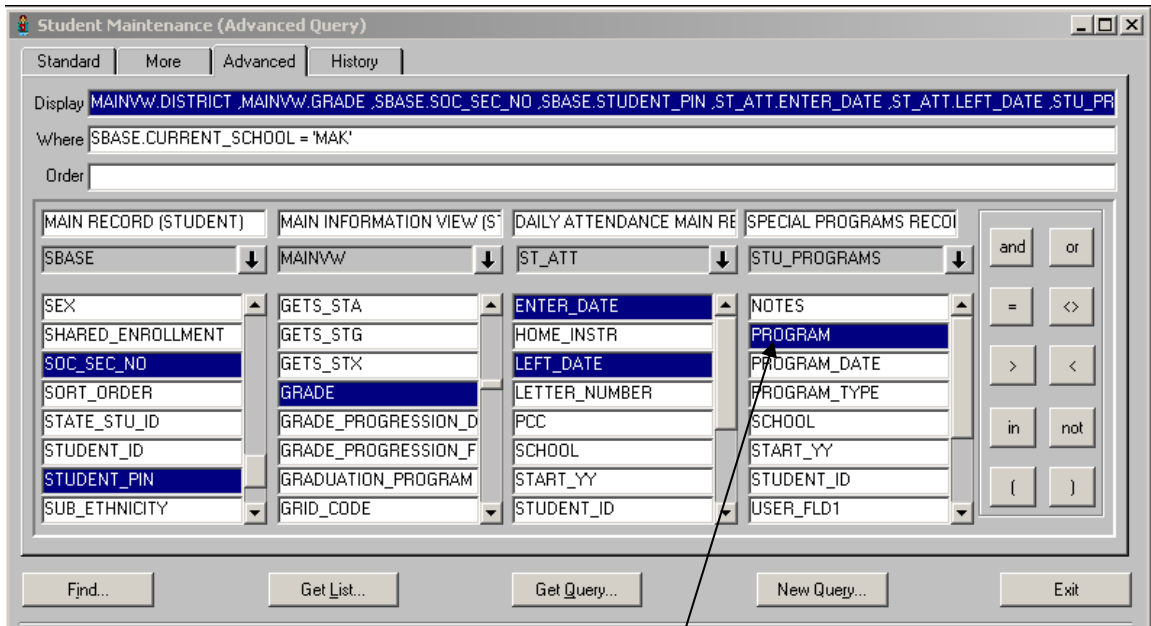 Student Maintenance (Advanced Query)
Standard More Advanced History
Display MAINVW.DISTRICT ,MAINVW.GRADE ,SBASE.SOC_SEC_NO ,SBASE.STUDENT_PIN ,ST_ATT.ENTER_DATE ,ST_ATT.LEFT_DATE ,STU_PR
Where SBASE.CURRENT_SCHOOL = 'MAK'
Order
MAIN RECORD (STUDENT) MAIN INFORMATION VIEW (ST DAILY ATTENDANCE MAIN RE SPECIAL PROGRAMS RECO
SBASE MAINVW ST_ATT STU_PROGRAMS and or
SEX GETS_STA ENTER_DATE NOTES = <>
SHARED_ENROLLMENT GETS_STG HOME_INSTR PROGRAM
SOC_SEC_NO GETS_STX LEFT_DATE PROGRAM_DATE > <
SORT_ORDER GRADE LETTER_NUMBER PROGRAM_TYPE
STATE_STU_ID GRADE_PROGRESSION_D PCC SCHOOL in not
STUDENT_ID GRADE_PROGRESSION_F SCHOOL START_YY
STUDENT_PIN GRADUATION_PROGRAM START_YY STUDENT_ID ( )
SUB_ETHNICITY GRID_CODE STUDENT_ID USER_FLD1
Find... Get List... Get Query... New Query... Exit